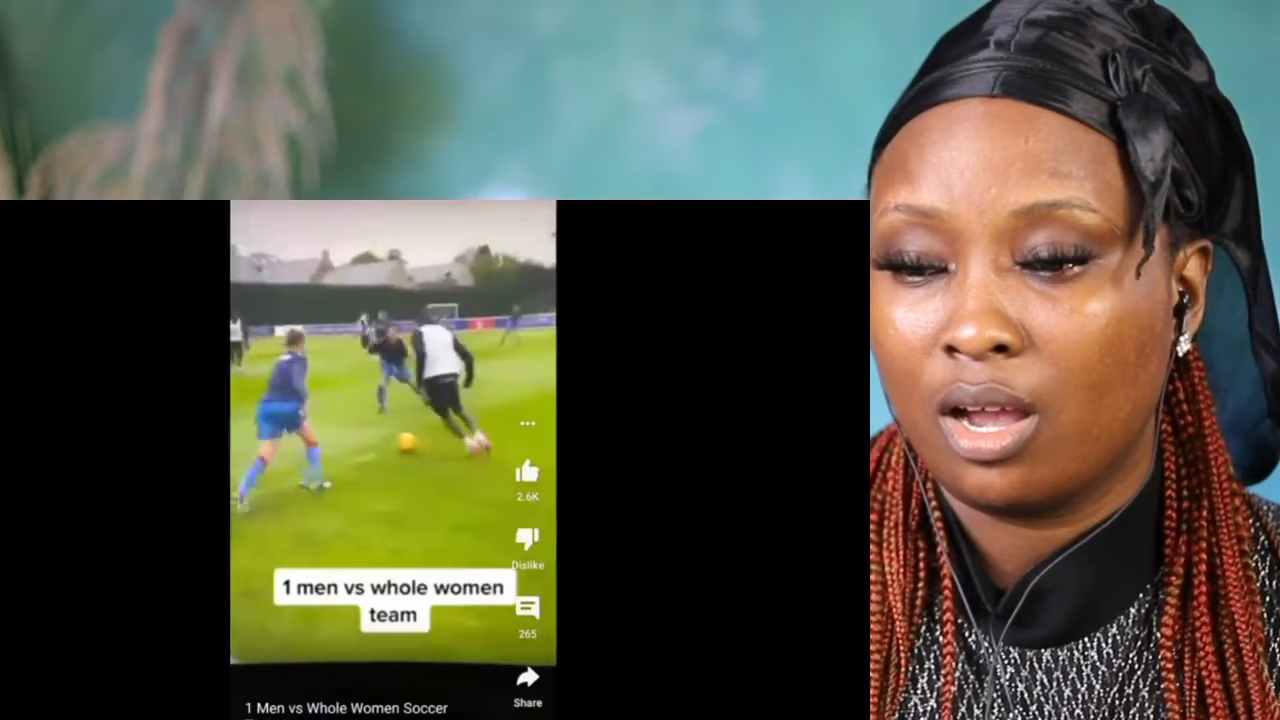 1 men vs whole women
team
2.6K
Dislike
265
Share
1 Men vs Whole Women Soccer